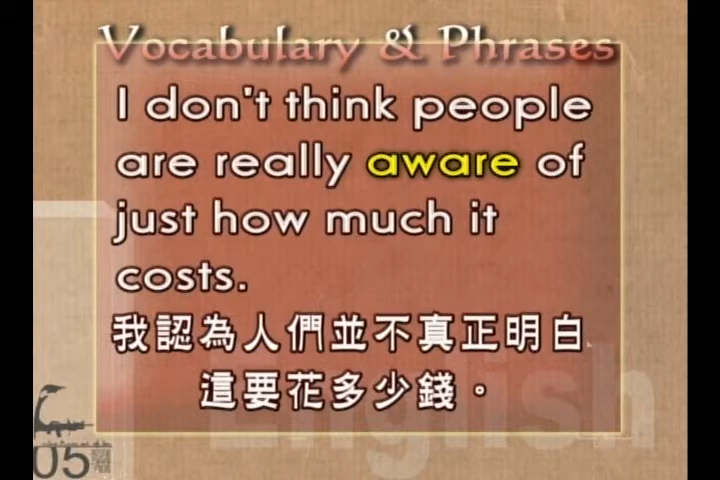 Vocabulary & Phrases
I don't think people
are really aware of
just how much it
costs.
我認為人們並不真正明白
這要花多少錢。
English
05